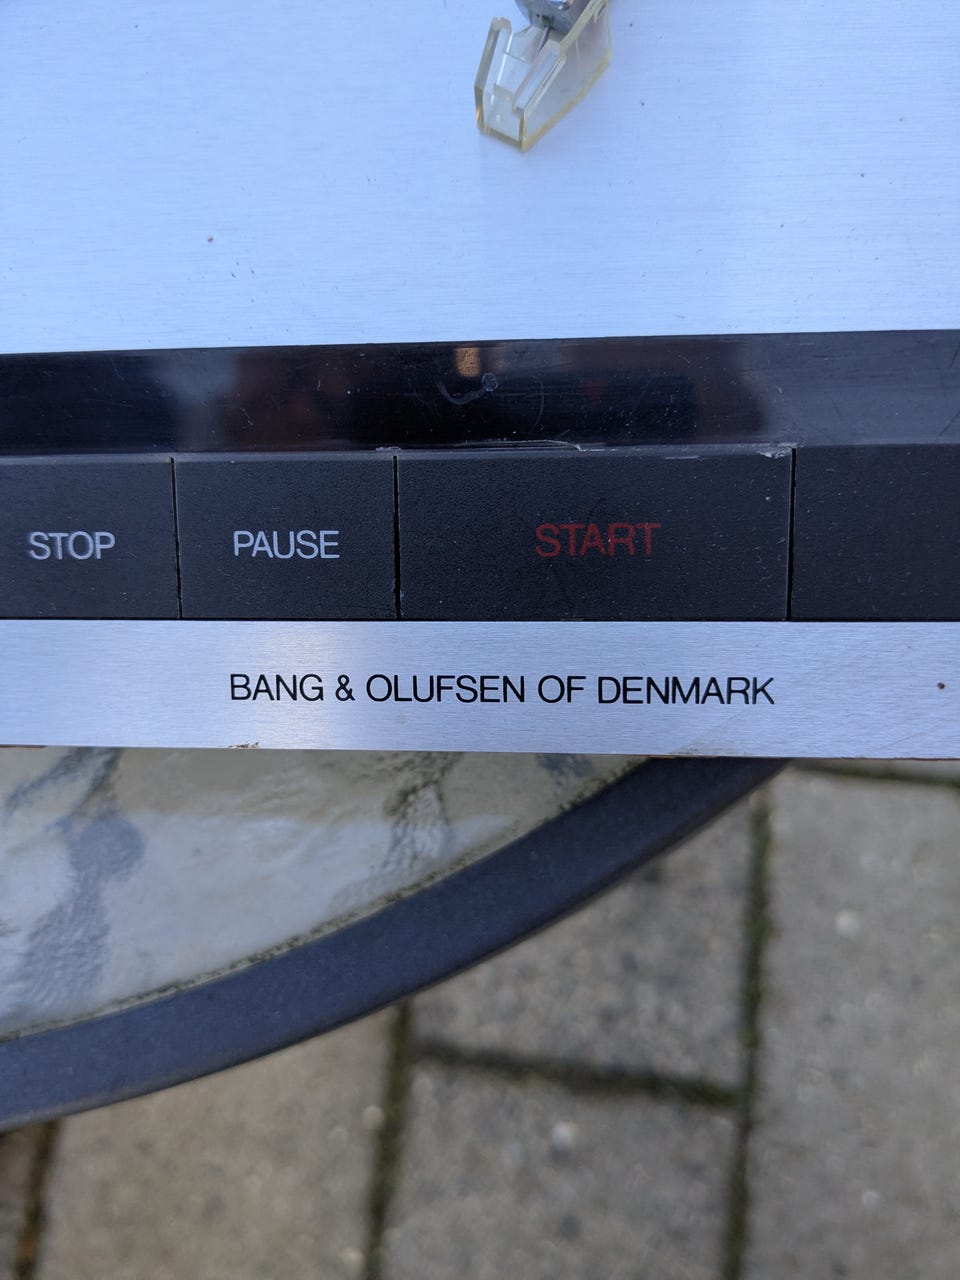 STOP PAUSE START
BANG & OLUFSEN OF DENMARK